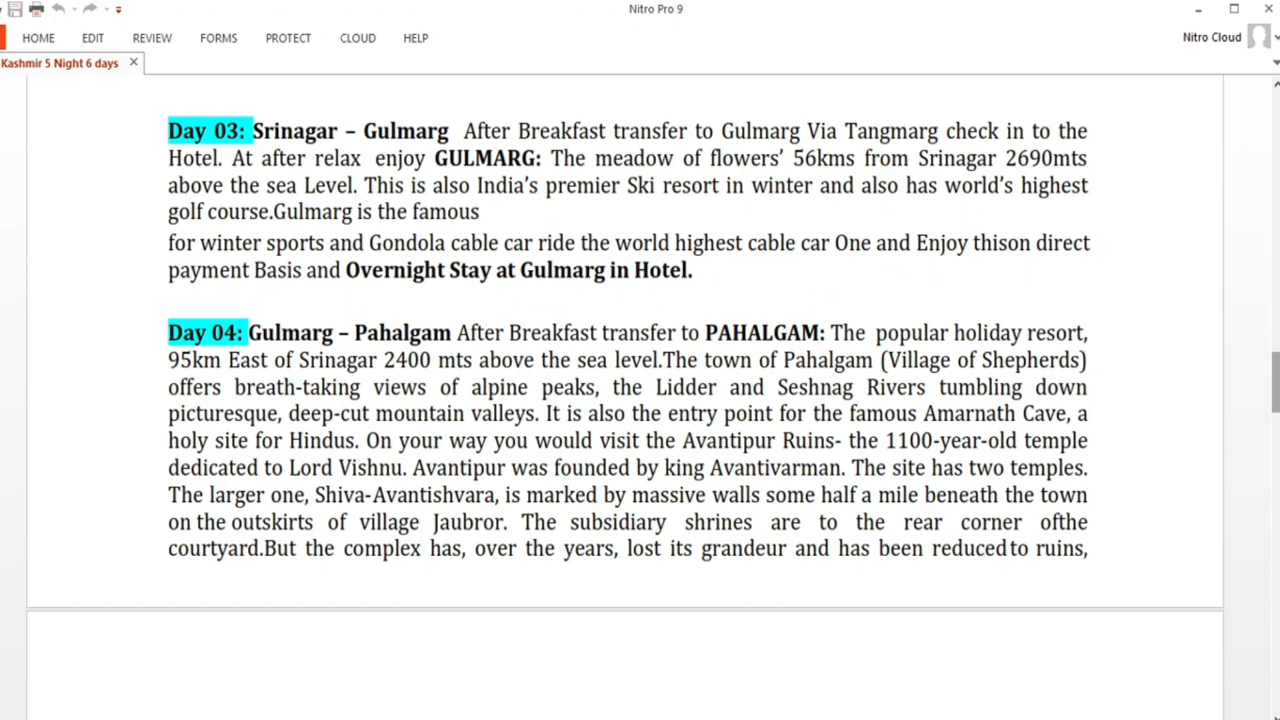 Nitro Pro 9
HOME EDIT REVIEW FORMS PROTECT CLOUD HELP
Nitro Cloud
Kashmir 5 Night 6 days
Day 03: Srinagar – Gulmarg After Breakfast transfer to Gulmarg Via Tangmarg check in to the
Hotel. At after relax enjoy GULMARG: The meadow of flowers’ 56kms from Srinagar 2690mts
above the sea Level. This is also India’s premier Ski resort in winter and also has world’s highest
golf course.Gulmarg is the famous
for winter sports and Gondola cable car ride the world highest cable car One and Enjoy thison direct
payment Basis and Overnight Stay at Gulmarg in Hotel.
Day 04: Gulmarg – Pahalgam After Breakfast transfer to PAHALGAM: The popular holiday resort,
95km East of Srinagar 2400 mts above the sea level.The town of Pahalgam (Village of Shepherds)
offers breath-taking views of alpine peaks, the Lidder and Seshnag Rivers tumbling down
picturesque, deep-cut mountain valleys. It is also the entry point for the famous Amarnath Cave, a
holy site for Hindus. On your way you would visit the Avantipur Ruins- the 1100-year-old temple
dedicated to Lord Vishnu. Avantipur was founded by king Avantivarman. The site has two temples.
The larger one, Shiva-Avantishvara, is marked by massive walls some half a mile beneath the town
on the outskirts of village Jaubror. The subsidiary shrines are to the rear corner ofthe
courtyard.But the complex has, over the years, lost its grandeur and has been reduced to ruins,